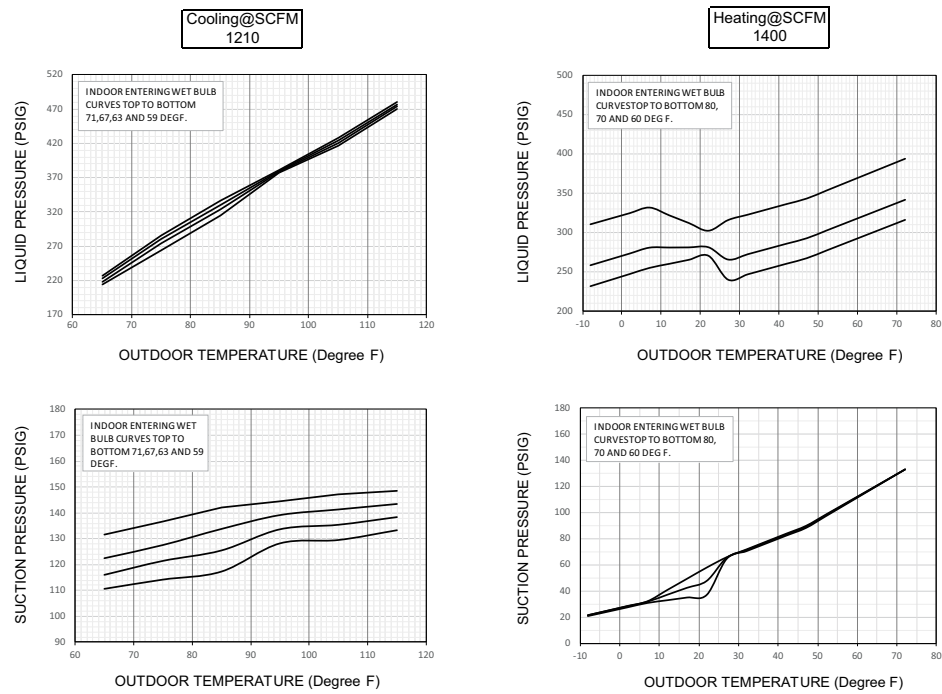 Cooling@SCFM
1210
Heating@SCFM
1400
LIQUID PRESSURE (PSIG)
520
470
420
370
320
270
220
170
INDOOR ENTERING WET BULB
CURVES TOP TO BOTTOM
71,67,63 AND 59 DEGF.
60 70 80 90 100 110 120
OUTDOOR TEMPERATURE (Degree F)
LIQUID PRESSURE (PSIG)
500
450
400
350
300
250
200
INDOOR ENTERING WET BULB
CURVESTOP TO BOTTOM 80,
70 AND 60 DEG F.
-10 0 10 20 30 40 50 60 70 80
OUTDOOR TEMPERATURE (Degree F)
SUCTION PRESSURE (PSIG)
180
170
160
150
140
130
120
110
100
90
INDOOR ENTERING WET
BULB CURVES TOP TO
BOTTOM 71,67,63 AND 59
DEGF.
60 70 80 90 100 110 120
OUTDOOR TEMPERATURE (Degree F)
SUCTION PRESSURE (PSIG)
180
160
140
120
100
80
60
40
20
0
INDOOR ENTERING WET BULB
CURVESTOP TO BOTTOM 80,
70 AND 60 DEG F.
-10 0 10 20 30 40 50 60 70 80
OUTDOOR TEMPERATURE (Degree F)